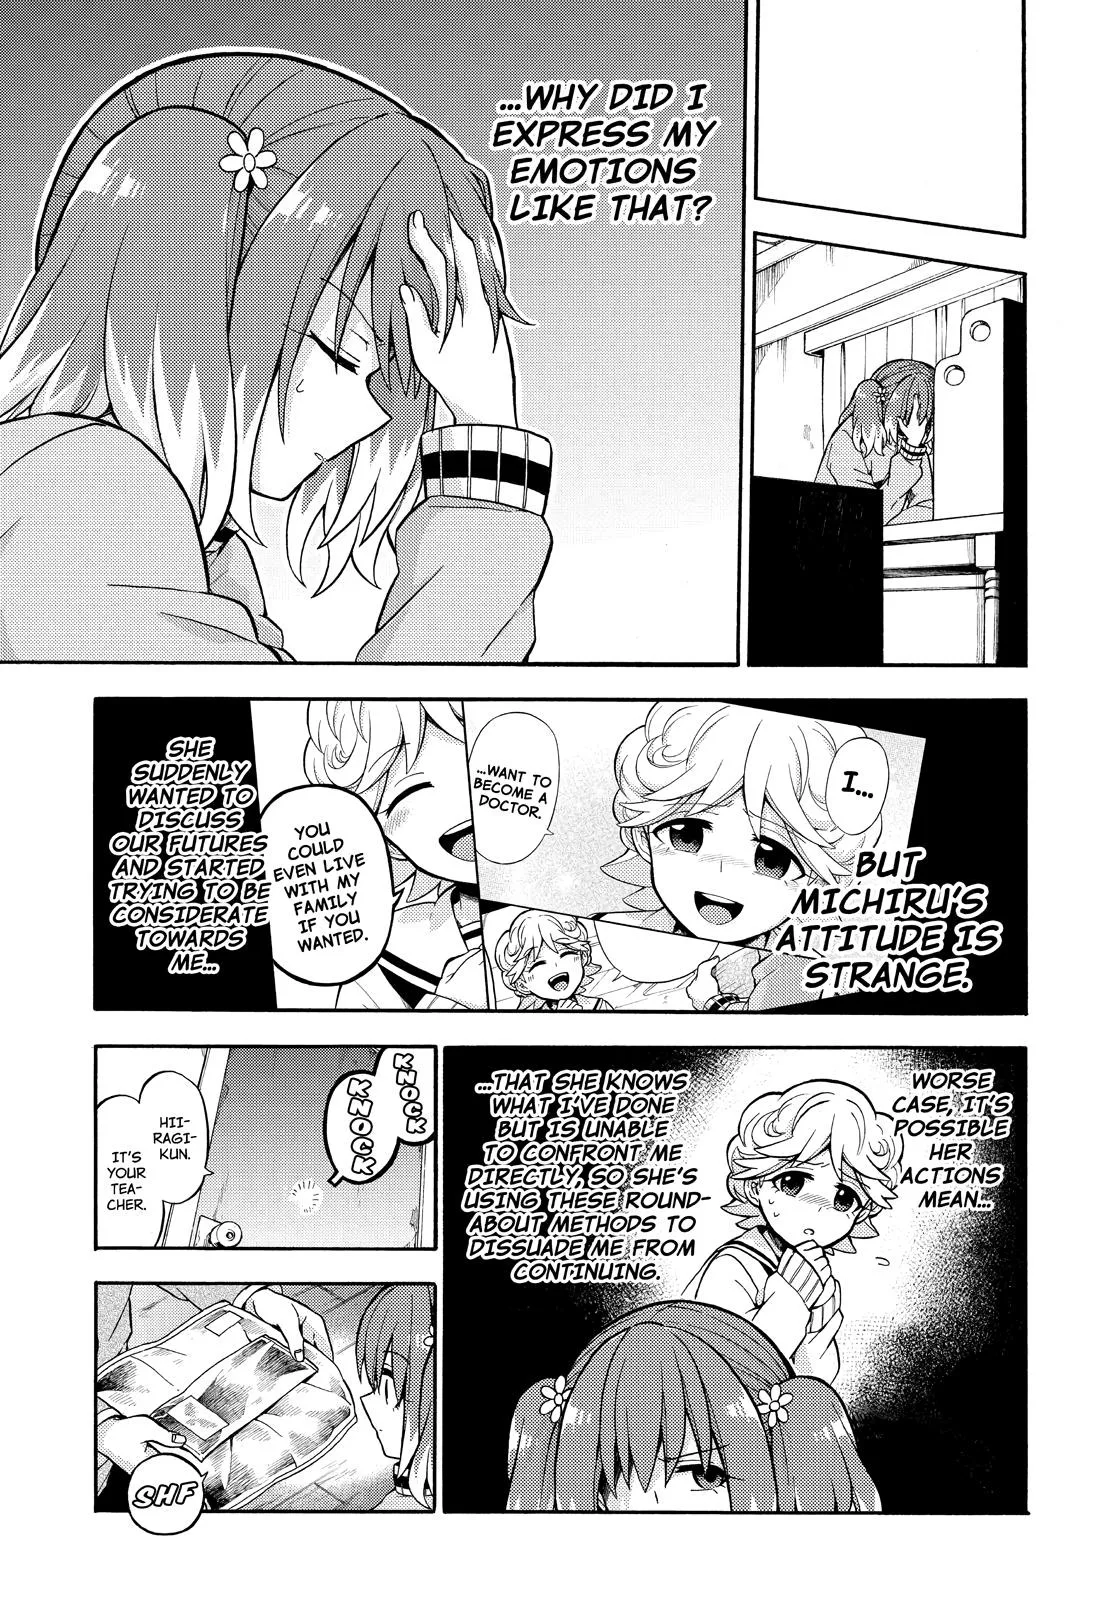 ...WHY DID I
EXPRESS MY
EMOTIONS
LIKE THAT?
I...
...WANT TO
BECOME A
DOCTOR.
BUT
MICHIRU'S
ATTITUDE IS
STRANGE.
YOU
COULD
EVEN LIVE
WITH MY
FAMILY
IF YOU
WANTED.
SHE
SUDDENLY
WANTED TO
DISCUSS
OUR FUTURES
AND STARTED
TRYING TO BE
CONSIDERATE
TOWARDS
ME...
WORSE
CASE, IT'S
POSSIBLE
HER
ACTIONS
MEAN...
...THAT SHE KNOWS
WHAT I'VE DONE
BUT IS UNABLE
TO CONFRONT ME
DIRECTLY, SO SHE'S
USING THESE ROUND-
ABOUT METHODS TO
DISSUADE ME FROM
CONTINUING.
KNOCK
KNOCK
HII-
RAGI-
KUN.
IT'S
YOUR
TEA-
CHER.
SHF